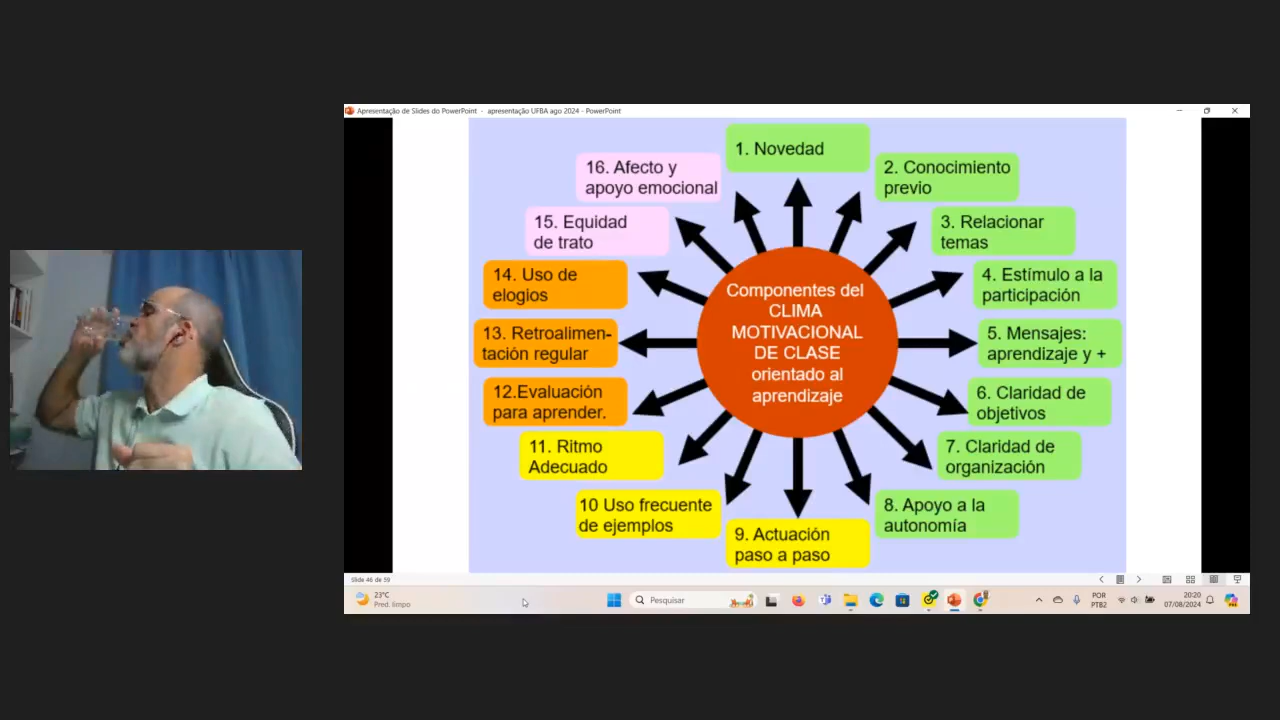 Apresentação de Slides do PowerPoint - apresentação UFBA ago 2024 - PowerPoint
1. Novedad
2. Conocimiento
previo
3. Relacionar
temas
4. Estímulo a la
participación
5. Mensajes:
aprendizaje y +
6. Claridad de
objetivos
7. Claridad de
organización
8. Apoyo a la
autonomía
9. Actuación
paso a paso
10 Uso frecuente
de ejemplos
11. Ritmo
Adecuado
12.Evaluación
para aprender.
13. Retroalimen-
tación regular
14. Uso de
elogios
15. Equidad
de trato
16. Afecto y
apoyo emocional
Componentes del
CLIMA
MOTIVACIONAL
DE CLASE
orientado al
aprendizaje
Slide 46 de 59
23°C
Pred. limpo
Pesquisar
POR
PTB2
20:20
07/08/2024